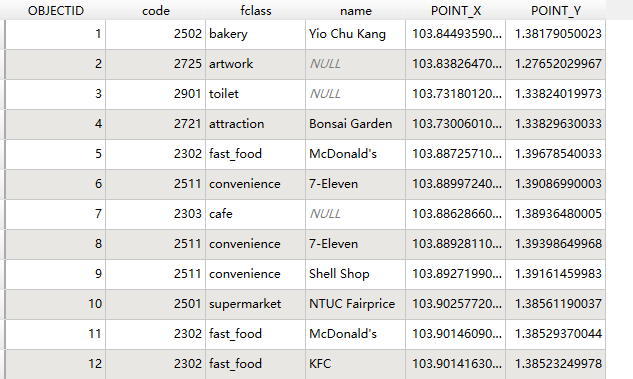 OBJECTID code fclass name POINT_X POINT_Y
1 2502 bakery Yio Chu Kang 103.84493590... 1.38179050023
2 2725 artwork NULL 103.83826470... 1.27652029967
3 2901 toilet NULL 103.73180120... 1.33824019973
4 2721 attraction Bonsai Garden 103.73006010... 1.33829630033
5 2302 fast_food McDonald's 103.88725710... 1.39678540033
6 2511 convenience 7-Eleven 103.88997240... 1.39086990003
7 2303 cafe NULL 103.88628660... 1.38936480005
8 2511 convenience 7-Eleven 103.88928110... 1.39398649968
9 2511 convenience Shell Shop 103.89271990... 1.39161459983
10 2501 supermarket NTUC Fairprice 103.90257720... 1.38561190037
11 2302 fast_food McDonald's 103.90146090... 1.38529370044
12 2302 fast_food KFC 103.90141630... 1.38523249978